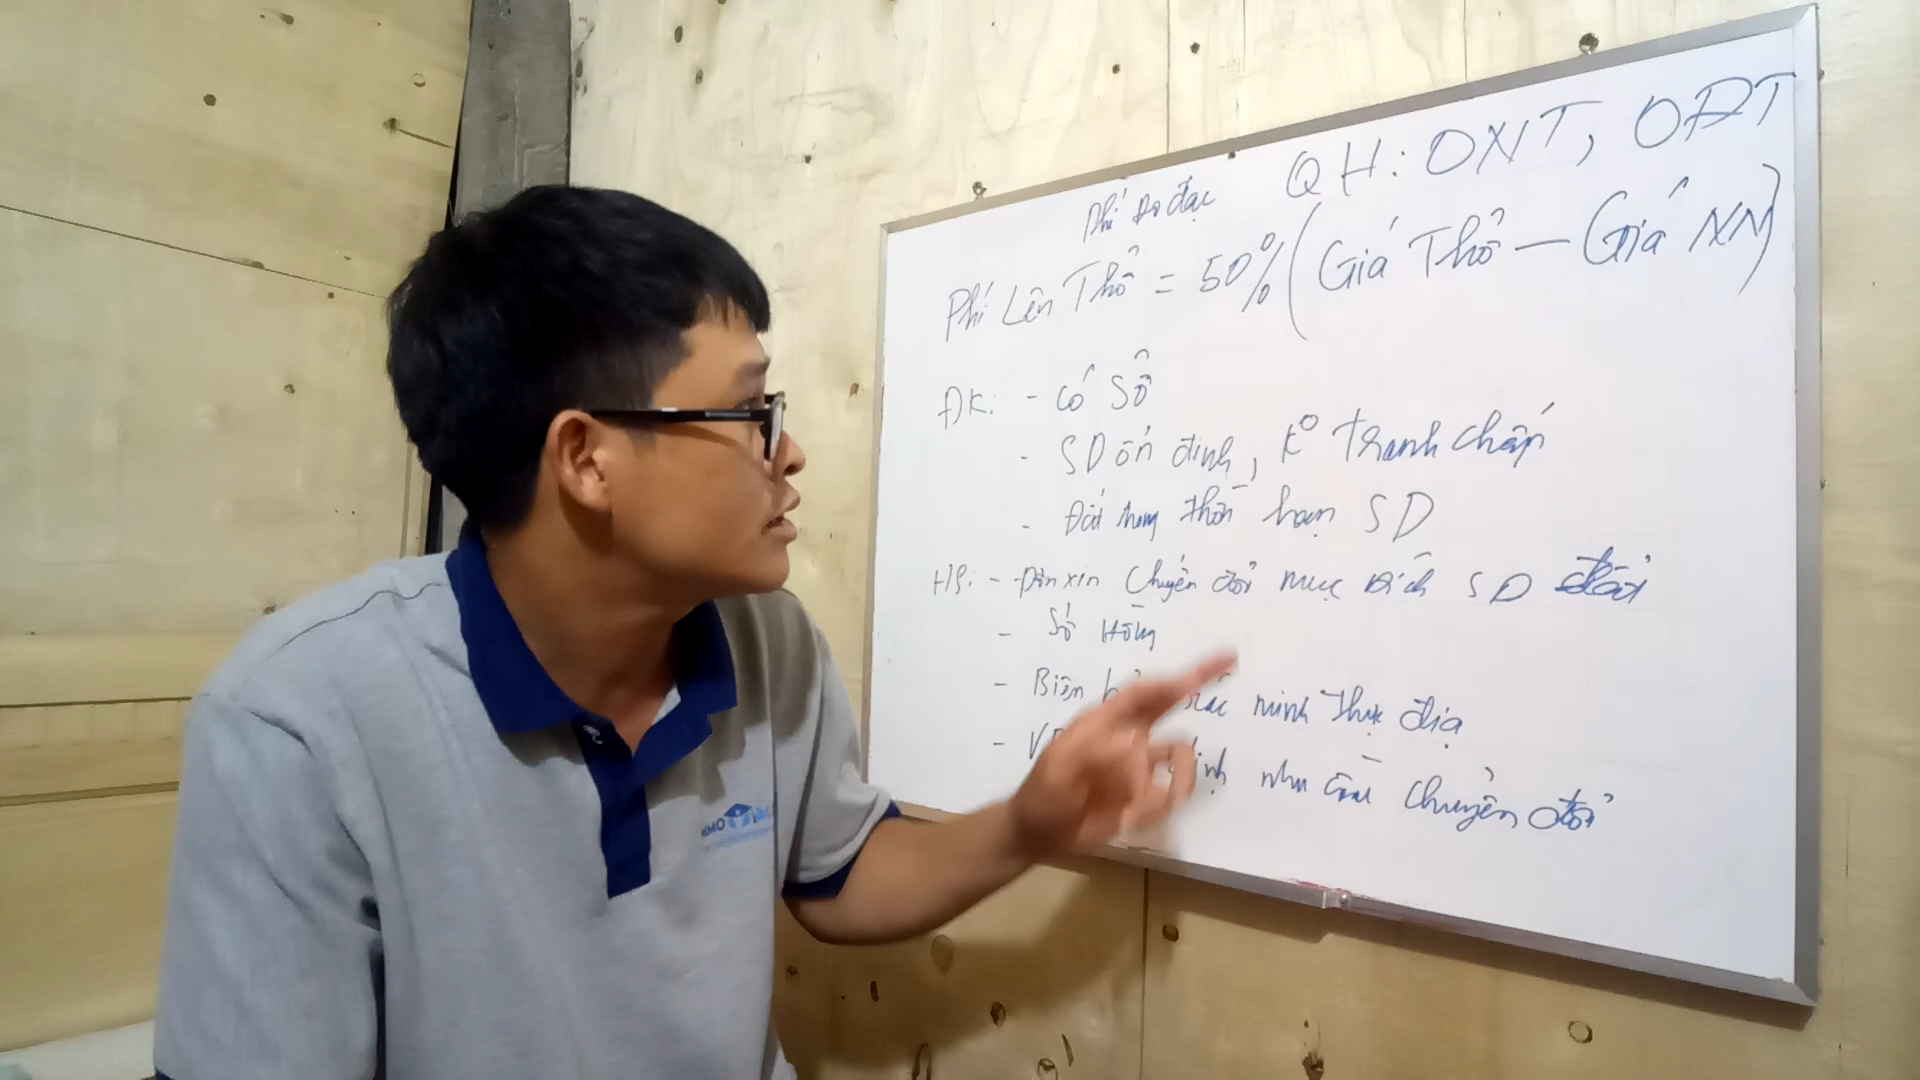 QH: ONT, ODT
Phí Đo đạc
Phí Lên Thổ = 50% (Giá Thổ - Giá NN)
ĐK: - Có Sổ
- SD ổn định, K° tranh chấp
- Đất trong thời hạn SD
HS: - Đơn xin chuyển đổi mục đích SD đất
- Sổ Hồng
- Biên minh thực địa
- nhu cầu chuyển đổi